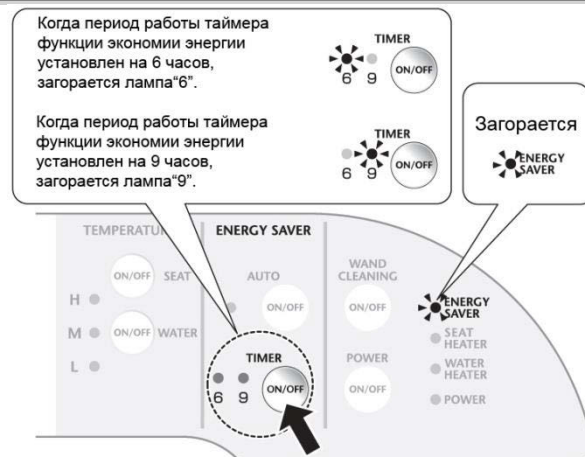 Когда период работы таймера
функции экономии энергии
установлен на 6 часов,
загорается лампа“6”.
TIMER
6 9 ON/OFF
Когда период работы таймера
функции экономии энергии
установлен на 9 часов,
загорается лампа“9”.
TIMER
6 9 ON/OFF
Загорается
ENERGY
SAVER
TEMPERATU
ON/OFF SEAT
H
M ON/OFF WATER
L
ENERGY SAVER
AUTO
ON/OFF
TIMER
6 9 ON/OFF
WAND
CLEANING
ON/OFF
POWER
ON/OFF
ENERGY
SAVER
SEAT
HEATER
WATER
HEATER
POWER